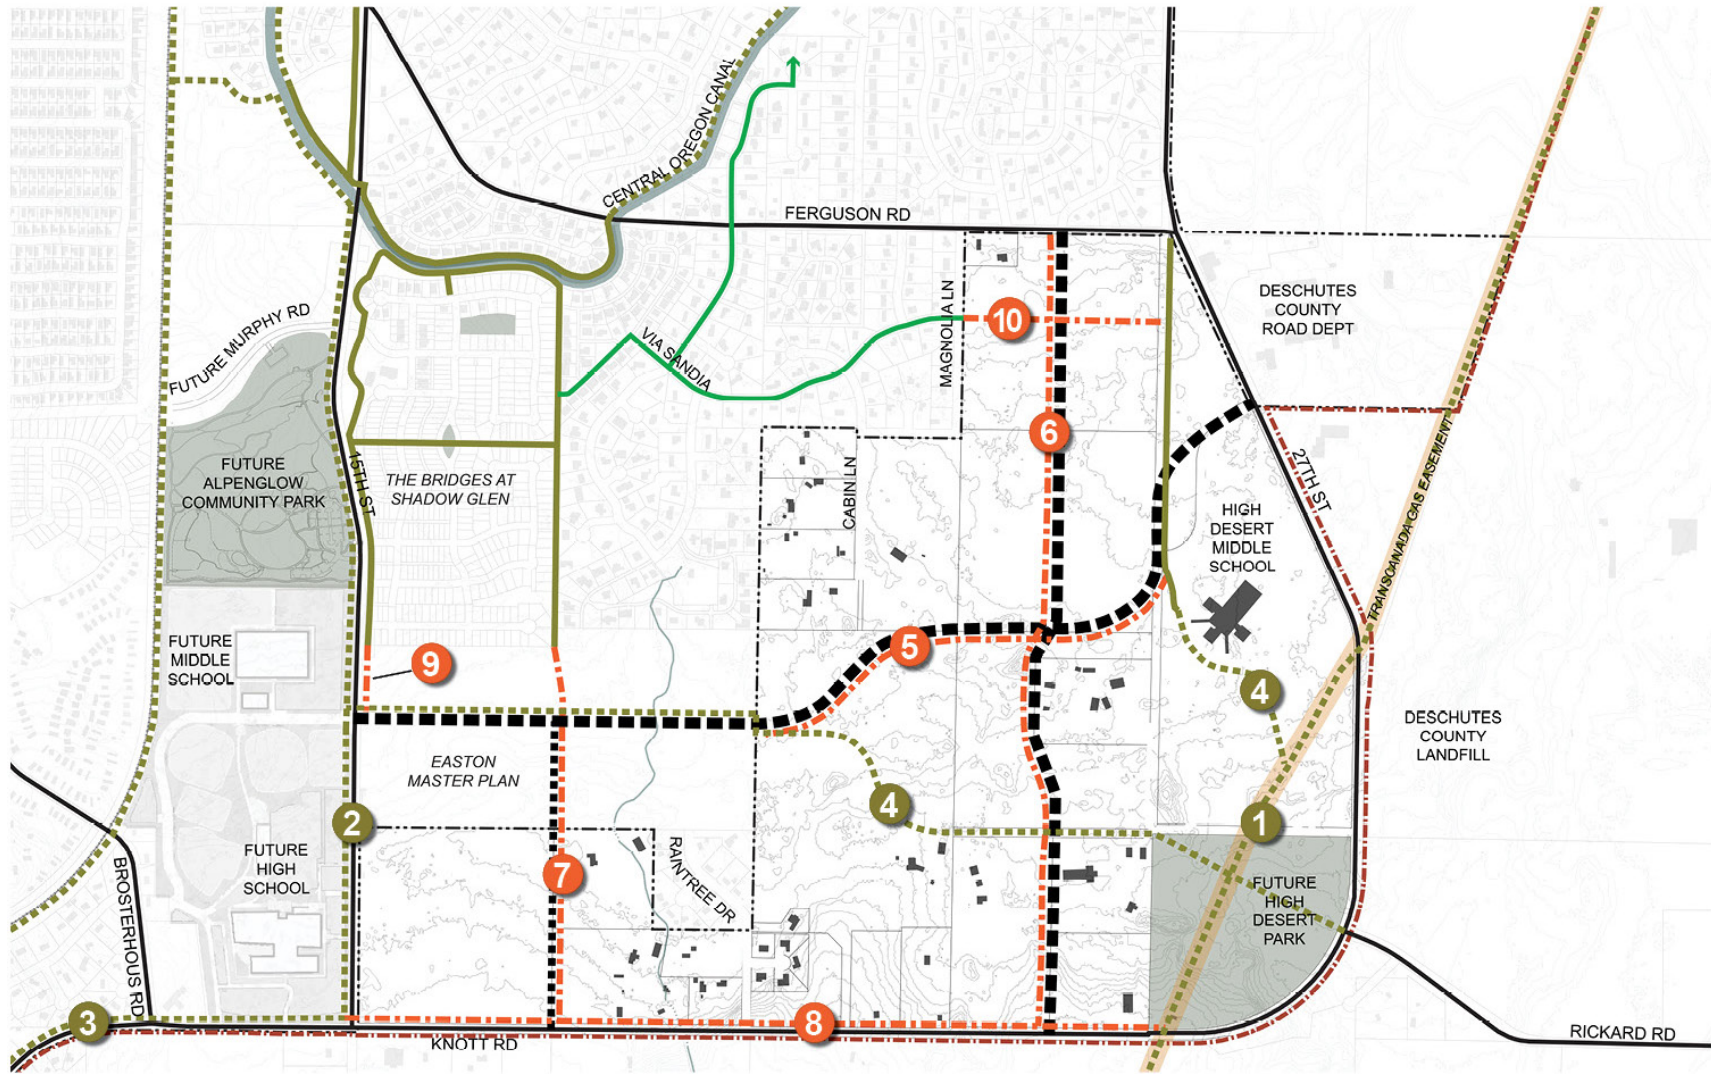 CENTRAL OREGON CANAL
FERGUSON RD
DESCHUTES
COUNTY
ROAD DEPT
MAGNOLIA LN
10
FUTURE MURPHY RD
VIA SANDIA
6
TRANSCANADA GAS EASEMENT
FUTURE
ALPENGLOW
COMMUNITY PARK
15TH ST
THE BRIDGES AT
SHADOW GLEN
CABIN LN
27TH ST
HIGH
DESERT
MIDDLE
SCHOOL
FUTURE
MIDDLE
SCHOOL
9
5
4
DESCHUTES
COUNTY
LANDFILL
EASTON
MASTER PLAN
4
2
1
BROSTERHOUS RD
FUTURE
HIGH
SCHOOL
7
RAINTREE DR
FUTURE
HIGH
DESERT
PARK
3
8
KNOTT RD
RICKARD RD